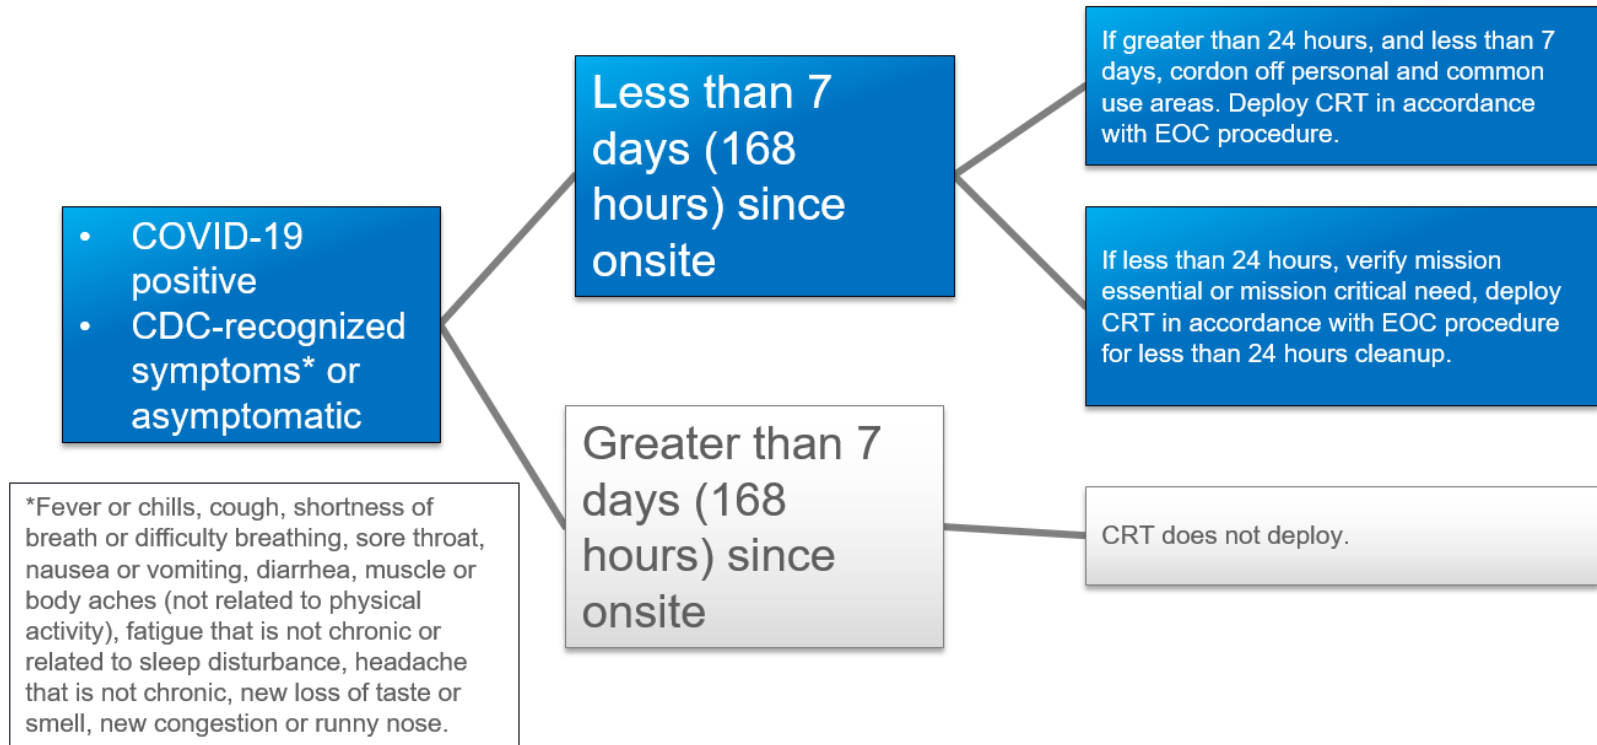 • COVID-19
positive
• CDC-recognized
symptoms* or
asymptomatic
*Fever or chills, cough, shortness of
breath or difficulty breathing, sore throat,
nausea or vomiting, diarrhea, muscle or
body aches (not related to physical
activity), fatigue that is not chronic or
related to sleep disturbance, headache
that is not chronic, new loss of taste or
smell, new congestion or runny nose.
Less than 7
days (168
hours) since
onsite
Greater than 7
days (168
hours) since
onsite
If greater than 24 hours, and less than 7
days, cordon off personal and common
use areas. Deploy CRT in accordance
with EOC procedure.
If less than 24 hours, verify mission
essential or mission critical need, deploy
CRT in accordance with EOC procedure
for less than 24 hours cleanup.
CRT does not deploy.